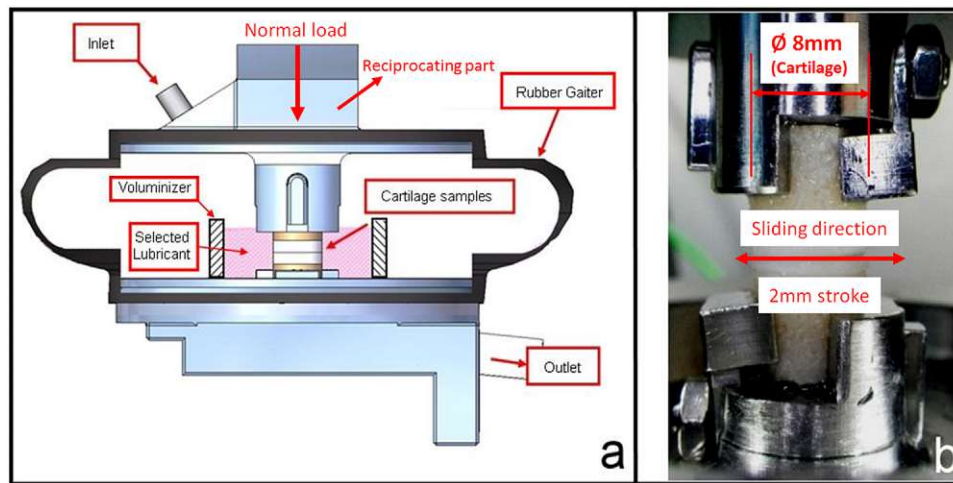 Normal load
Inlet
Reciprocating part
Rubber Gaiter
Voluminizer
Cartilage samples
Selected
Lubricant
Outlet
a
Ø 8mm
(Cartilage)
Sliding direction
2mm stroke
b